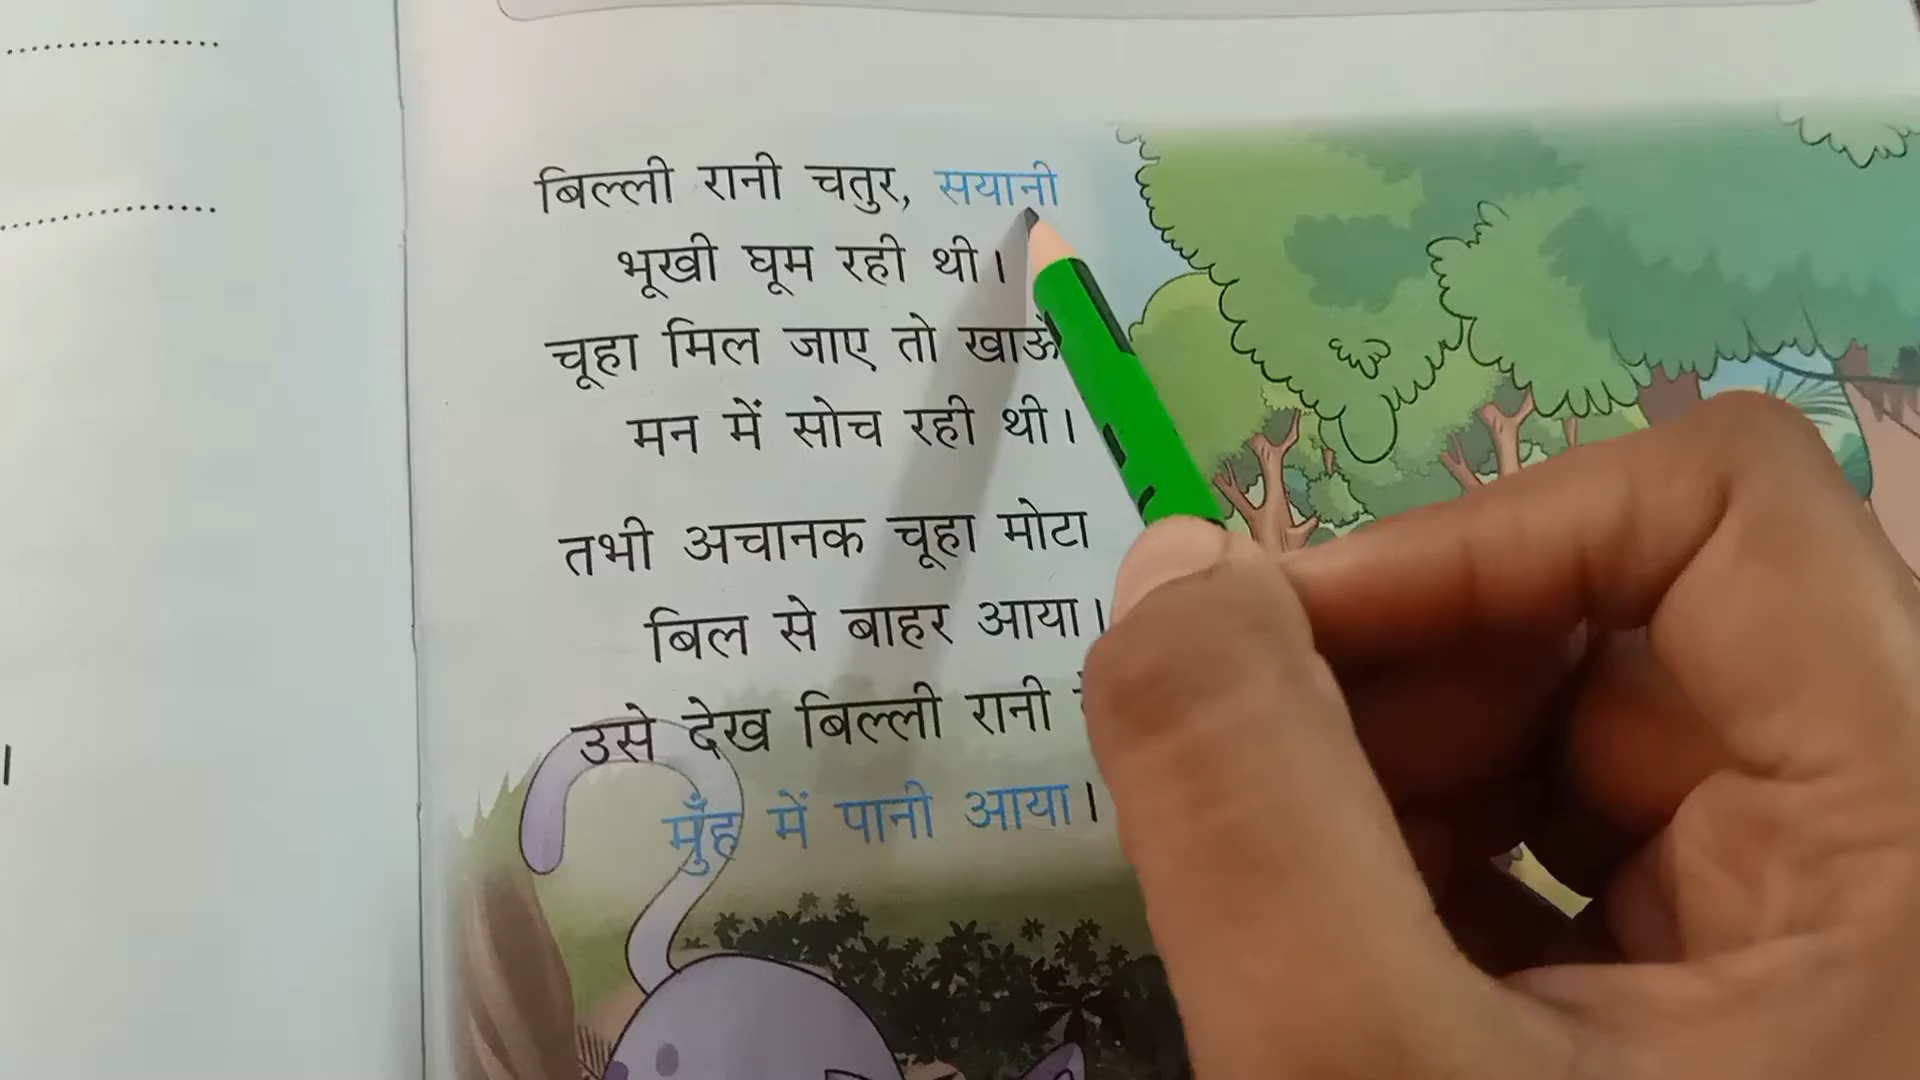 बिल्ली रानी चतुर, सयानी
भूखी घूम रही थी।
चूहा मिल जाए तो खाऊँ
मन में सोच रही थी।
तभी अचानक चूहा मोटा
बिल से बाहर आया।
उसे देख बिल्ली रानी
मुँह में पानी आया।